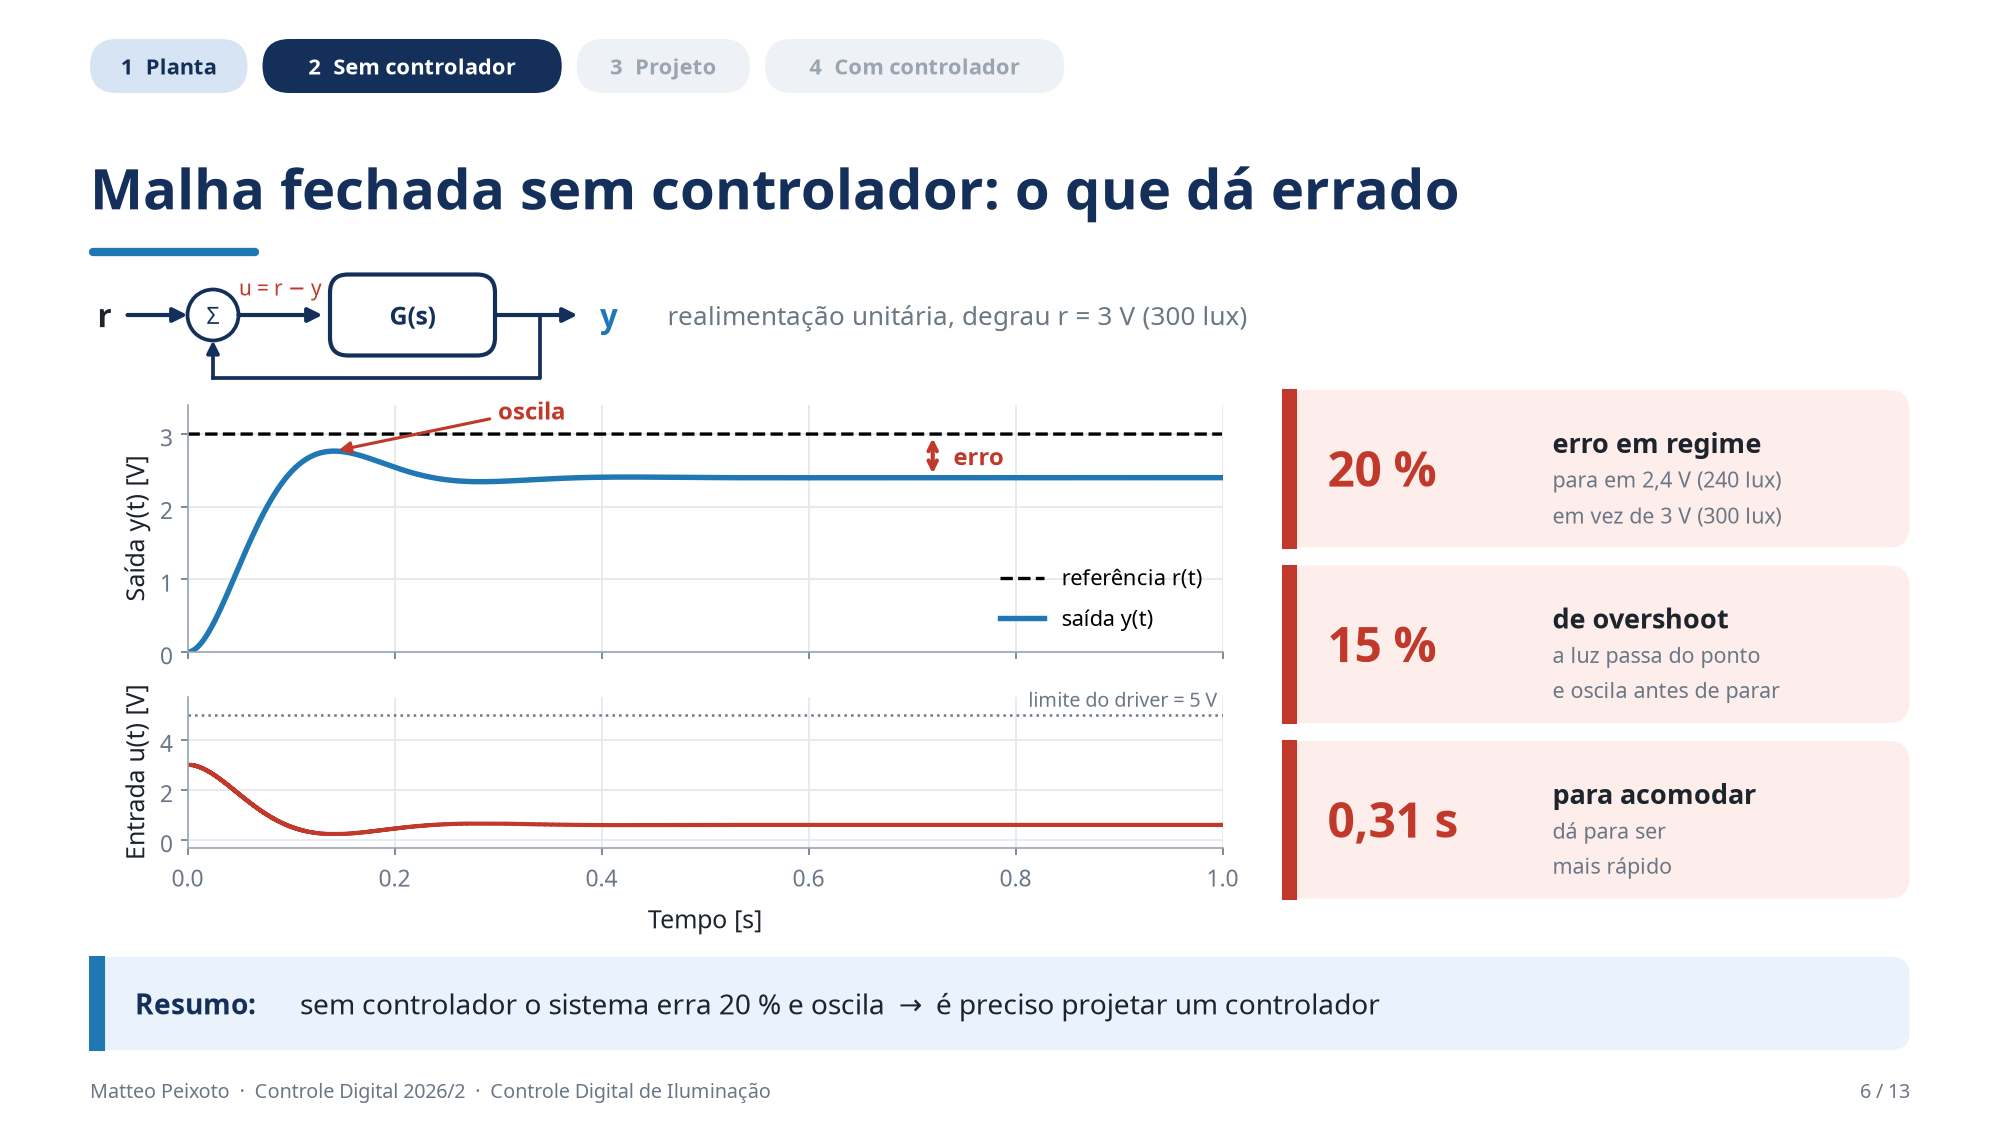 1 Planta
2 Sem controlador
3 Projeto
4 Com controlador
Malha fechada sem controlador: o que dá errado
r
Σ
u = r − y
G(s)
y
realimentação unitária, degrau r = 3 V (300 lux)
oscila
erro
Saída y(t) [V]
3
2
1
0
referência r(t)
saída y(t)
limite do driver = 5 V
Entrada u(t) [V]
4
2
0
0.0
0.2
0.4
0.6
0.8
1.0
Tempo [s]
20 %
erro em regime
para em 2,4 V (240 lux)
em vez de 3 V (300 lux)
15 %
de overshoot
a luz passa do ponto
e oscila antes de parar
0,31 s
para acomodar
dá para ser
mais rápido
Resumo: sem controlador o sistema erra 20 % e oscila → é preciso projetar um controlador
Matteo Peixoto · Controle Digital 2026/2 · Controle Digital de Iluminação
6 / 13